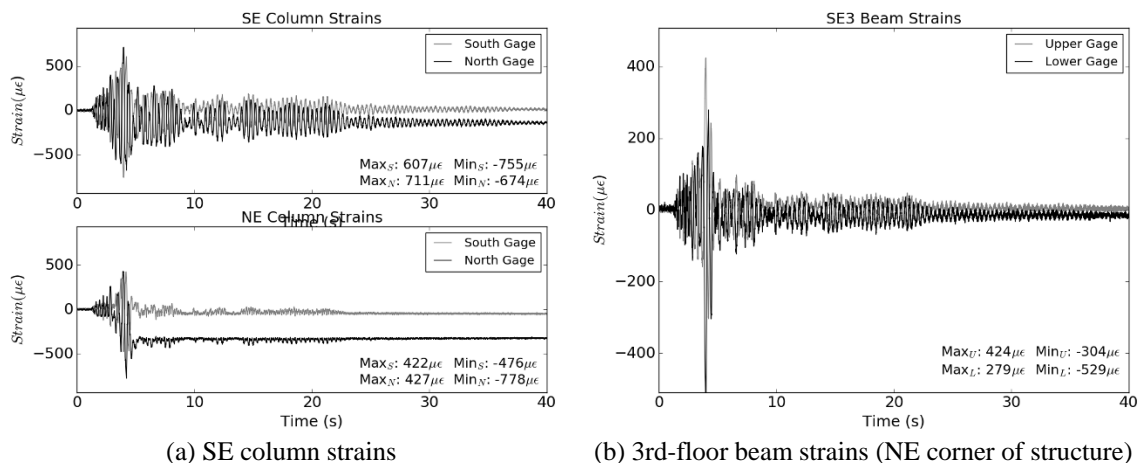 SE Column Strains
Strain(με)
500
0
−500
South Gage
North Gage
Max_S: 607με Min_S: -755με
Max_N: 711με Min_N: -674με
0 10 20 30 40
Time (s)
NE Column Strains
Strain(με)
500
0
−500
South Gage
North Gage
Max_S: 422με Min_S: -476με
Max_N: 427με Min_N: -778με
0 10 20 30 40
Time (s)
(a) SE column strains
SE3 Beam Strains
Strain(με)
400
200
0
−200
−400
Upper Gage
Lower Gage
Max_U: 424με Min_U: -304με
Max_L: 279με Min_L: -529με
0 10 20 30 40
Time (s)
(b) 3rd-floor beam strains (NE corner of structure)